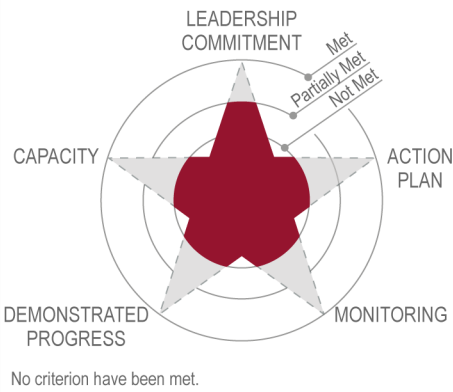 LEADERSHIP
COMMITMENT
Met
Partially Met
Not Met
CAPACITY
ACTION
PLAN
DEMONSTRATED
PROGRESS
MONITORING
No criterion have been met.